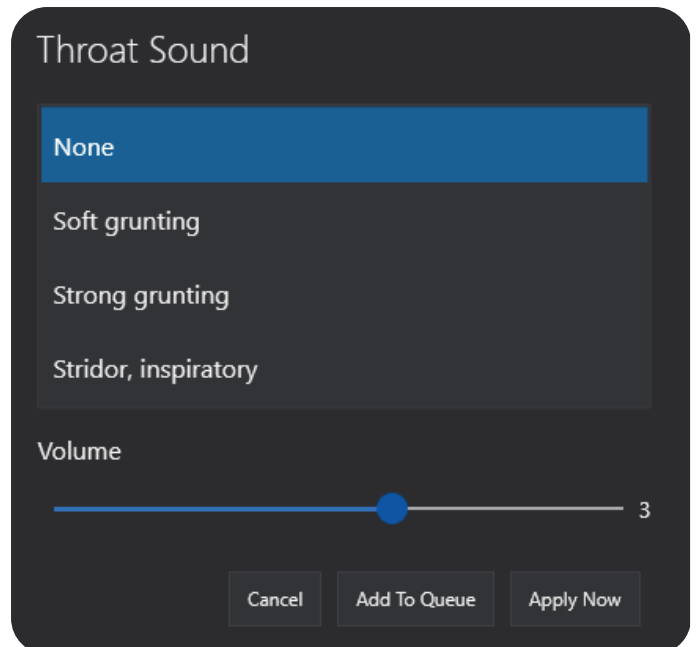 Throat Sound
None
Soft grunting
Strong grunting
Stridor, inspiratory
Volume
3
Cancel Add To Queue Apply Now